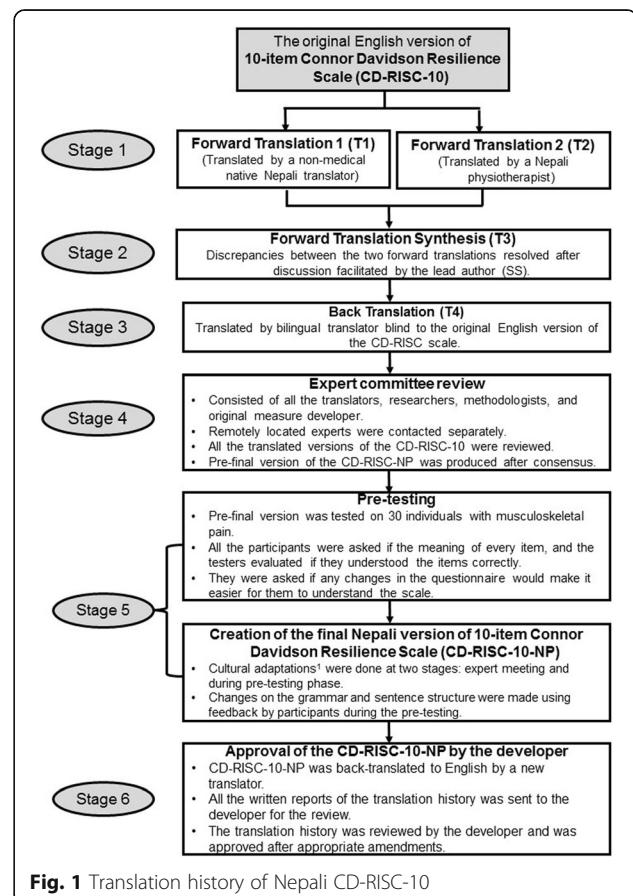 The original English version of
10-item Connor Davidson Resilience
Scale (CD-RISC-10)
Stage 1
Forward Translation 1 (T1)
(Translated by a non-medical
native Nepali translator)
Forward Translation 2 (T2)
(Translated by a Nepali
physiotherapist)
Stage 2
Forward Translation Synthesis (T3)
Discrepancies between the two forward translations resolved after
discussion facilitated by the lead author (SS).
Stage 3
Back Translation (T4)
Translated by bilingual translator blind to the original English version of
the CD-RISC scale.
Stage 4
Expert committee review
• Consisted of all the translators, researchers, methodologists, and
original measure developer.
• Remotely located experts were contacted separately.
• All the translated versions of the CD-RISC-10 were reviewed.
• Pre-final version of the CD-RISC-NP was produced after consensus.
Stage 5
Pre-testing
• Pre-final version was tested on 30 individuals with musculoskeletal
pain.
• All the participants were asked if the meaning of every item, and the
testers evaluated if they understood the items correctly.
• They were asked if any changes in the questionnaire would make it
easier for them to understand the scale.
Creation of the final Nepali version of 10-item Connor
Davidson Resilience Scale (CD-RISC-10-NP)
• Cultural adaptations¹ were done at two stages: expert meeting and
during pre-testing phase.
• Changes on the grammar and sentence structure were made using
feedback by participants during the pre-testing.
Stage 6
Approval of the CD-RISC-10-NP by the developer
• CD-RISC-10-NP was back-translated to English by a new
translator.
• All the written reports of the translation history was sent to the
developer for the review.
• The translation history was reviewed by the developer and was
approved after appropriate amendments.
Fig. 1 Translation history of Nepali CD-RISC-10